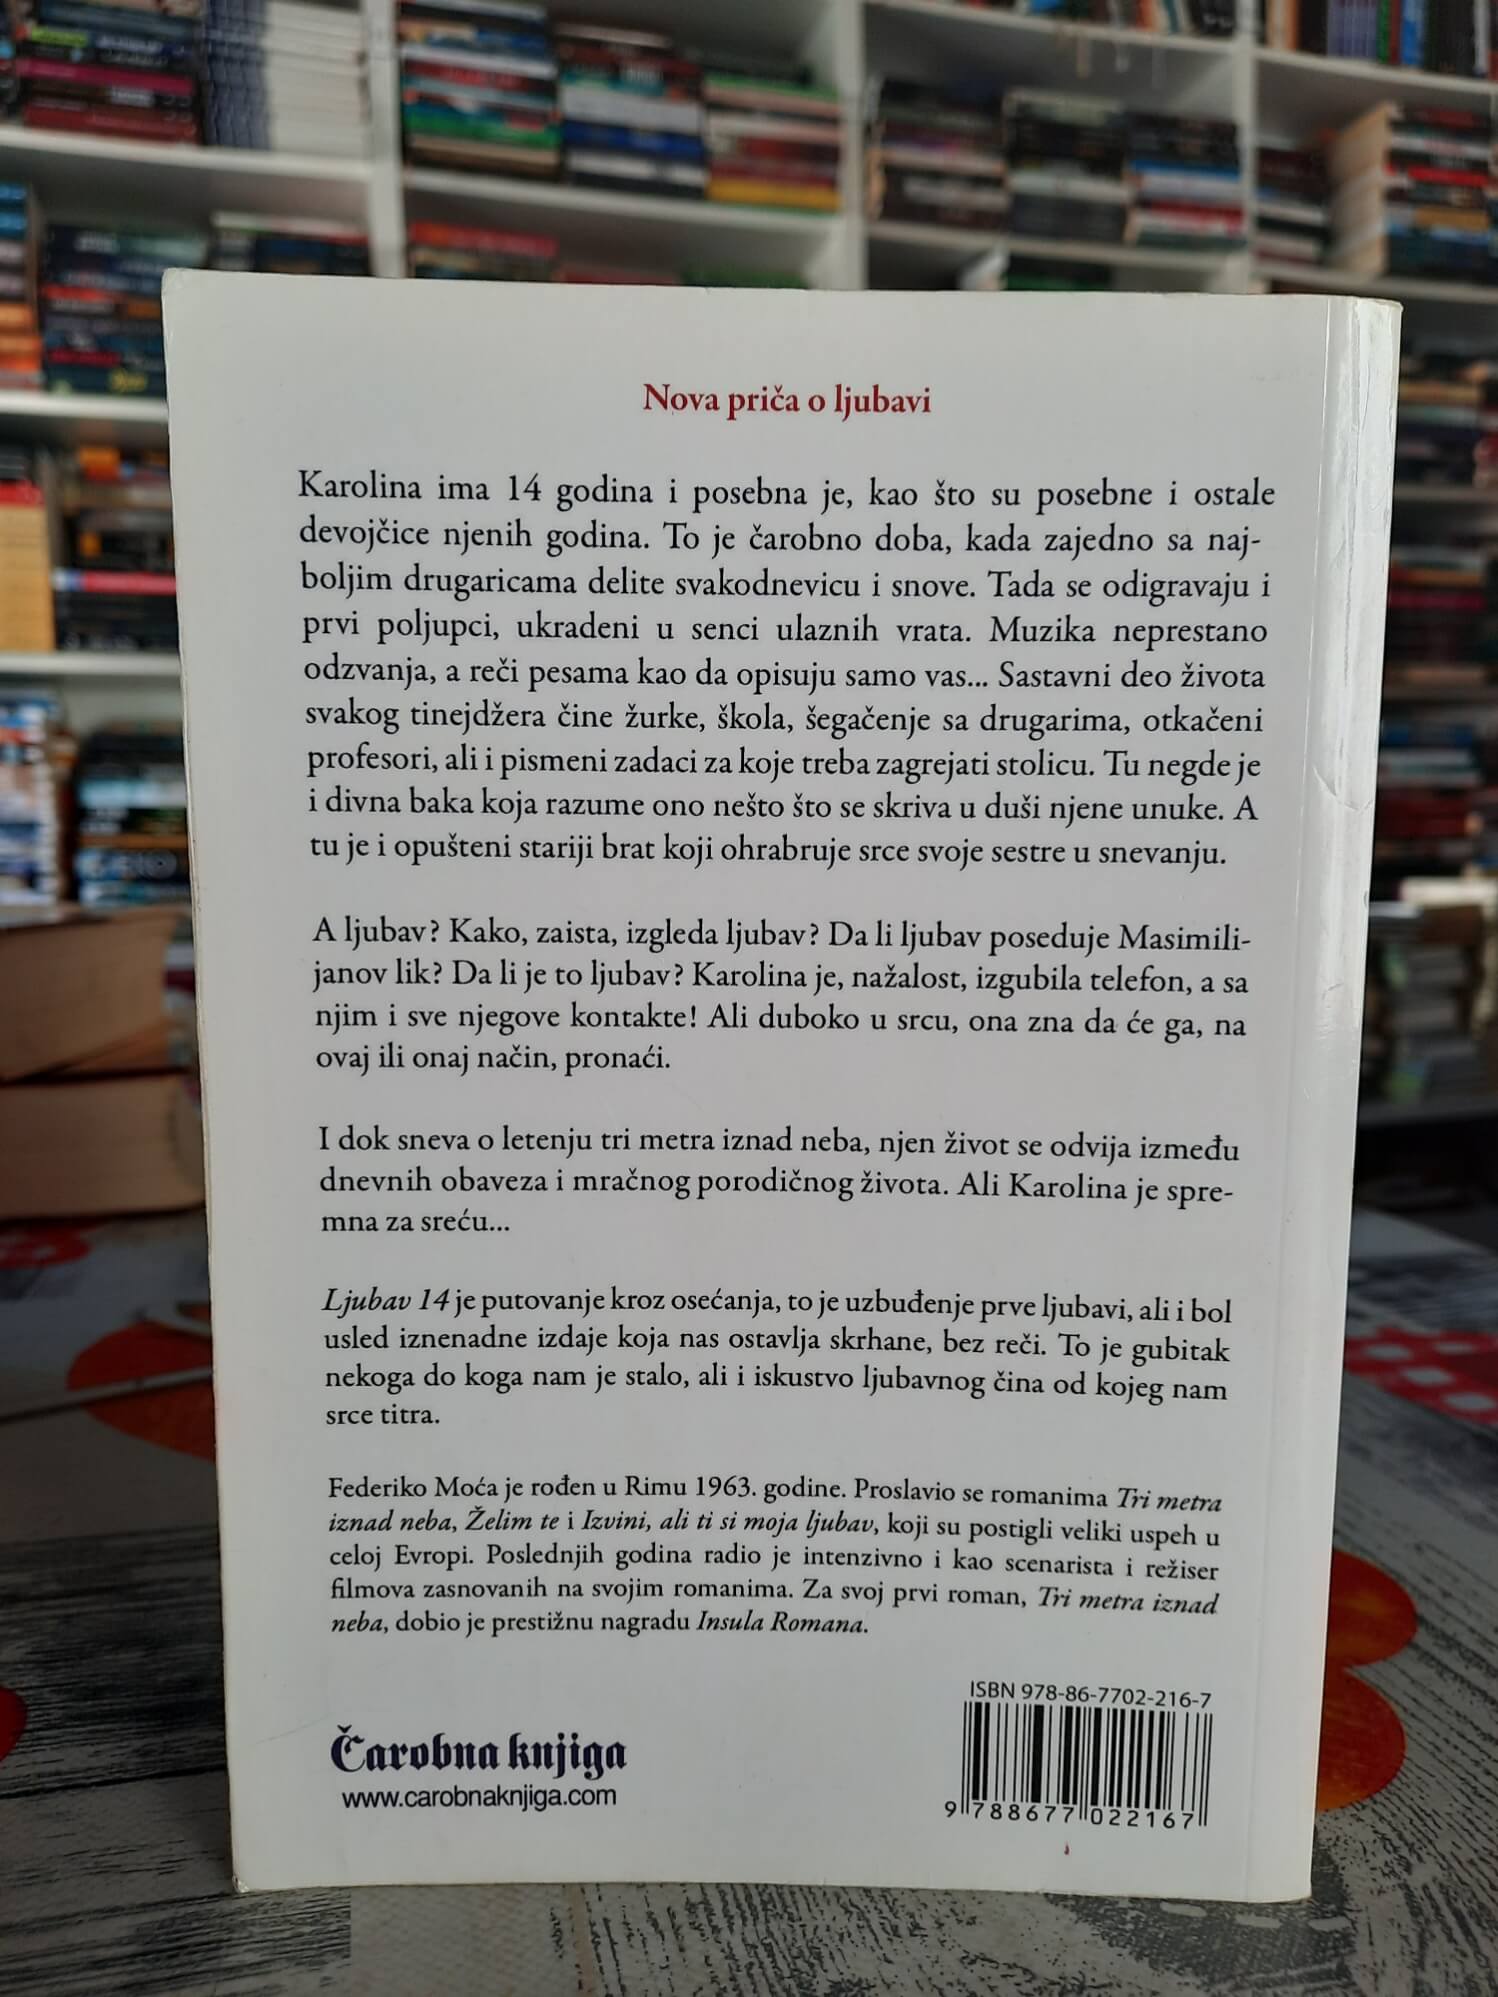 Nova priča o ljubavi
Karolina ima 14 godina i posebna je, kao što su posebne i ostale
devojčice njenih godina. To je čarobno doba, kada zajedno sa naj-
boljim drugaricama delite svakodnevicu i snove. Tada se odigravaju i
prvi poljupci, ukradeni u senci ulaznih vrata. Muzika neprestano
odzvanja, a reči pesama kao da opisuju samo vas... Sastavni deo života
svakog tinejdžera čine žurke, škola, šegačenje sa drugarima, otkačeni
profesori, ali i pismeni zadaci za koje treba zagrejati stolicu. Tu negde je
i divna baka koja razume ono nešto što se skriva u duši njene unuke. A
tu je i opušteni stariji brat koji ohrabruje srce svoje sestre u snevanju.
A ljubav? Kako, zaista, izgleda ljubav? Da li ljubav poseduje Masimili-
janov lik? Da li je to ljubav? Karolina je, nažalost, izgubila telefon, a sa
njim i sve njegove kontakte! Ali duboko u srcu, ona zna da će ga, na
ovaj ili onaj način, pronaći.
I dok sneva o letenju tri metra iznad neba, njen život se odvija između
dnevnih obaveza i mračnog porodičnog života. Ali Karolina je spre-
mna za sreću...
Ljubav 14 je putovanje kroz osećanja, to je uzbuđenje prve ljubavi, ali i bol
usled iznenadne izdaje koja nas ostavlja skrhane, bez reči. To je gubitak
nekoga do koga nam je stalo, ali i iskustvo ljubavnog čina od kojeg nam
srce titra.
Federiko Moća je rođen u Rimu 1963. godine. Proslavio se romanima Tri metra
iznad neba, Želim te i Izvini, ali ti si moja ljubav, koji su postigli veliki uspeh u
celoj Evropi. Poslednjih godina radio je intenzivno i kao scenarista i režiser
filmova zasnovanih na svojim romanima. Za svoj prvi roman, Tri metra iznad
neba, dobio je prestižnu nagradu Insula Romana.
ISBN 978-86-7702-216-7
Čarobna knjiga
www.carobnaknjiga.com
9 788677 022167